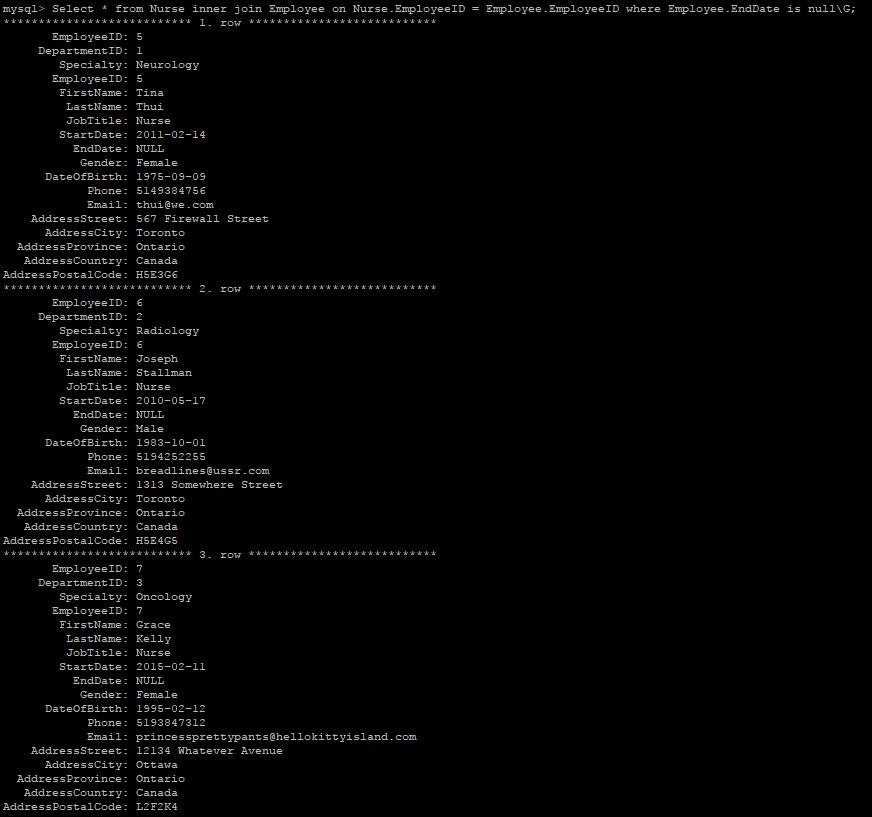 mysql> Select * from Nurse inner join Employee on Nurse.EmployeeID = Employee.EmployeeID where Employee.EndDate is null\G;
*************************** 1. row ***************************
EmployeeID: 5
DepartmentID: 1
Specialty: Neurology
EmployeeID: 5
FirstName: Tina
LastName: Thui
JobTitle: Nurse
StartDate: 2011-02-14
EndDate: NULL
Gender: Female
DateOfBirth: 1975-09-09
Phone: 5149384756
Email: thui@we.com
AddressStreet: 567 Firewall Street
AddressCity: Toronto
AddressProvince: Ontario
AddressCountry: Canada
AddressPostalCode: H5E3G6
*************************** 2. row ***************************
EmployeeID: 6
DepartmentID: 2
Specialty: Radiology
EmployeeID: 6
FirstName: Joseph
LastName: Stallman
JobTitle: Nurse
StartDate: 2010-05-17
EndDate: NULL
Gender: Male
DateOfBirth: 1983-10-01
Phone: 5194252255
Email: breadlines@ussr.com
AddressStreet: 1313 Somewhere Street
AddressCity: Toronto
AddressProvince: Ontario
AddressCountry: Canada
AddressPostalCode: H5E4G5
*************************** 3. row ***************************
EmployeeID: 7
DepartmentID: 3
Specialty: Oncology
EmployeeID: 7
FirstName: Grace
LastName: Kelly
JobTitle: Nurse
StartDate: 2015-02-11
EndDate: NULL
Gender: Female
DateOfBirth: 1995-02-12
Phone: 5193847312
Email: princessprettypants@hellokittyisland.com
AddressStreet: 12134 Whatever Avenue
AddressCity: Ottawa
AddressProvince: Ontario
AddressCountry: Canada
AddressPostalCode: L2F2K4